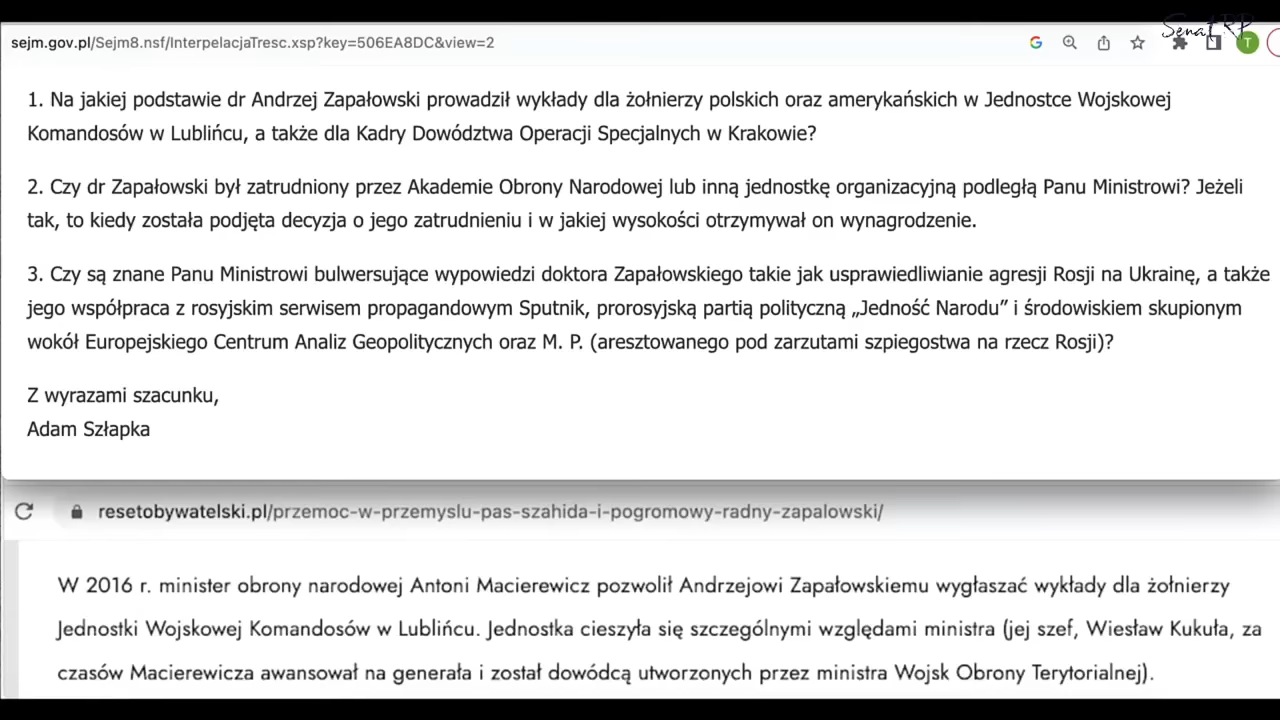 Senat RP
sejm.gov.pl/Sejm8.nsf/InterpelacjaTresc.xsp?key=506EA8DC&view=2
G
T
1. Na jakiej podstawie dr Andrzej Zapałowski prowadził wykłady dla żołnierzy polskich oraz amerykańskich w Jednostce Wojskowej
Komandosów w Lublińcu, a także dla Kadry Dowództwa Operacji Specjalnych w Krakowie?
2. Czy dr Zapałowski był zatrudniony przez Akademie Obrony Narodowej lub inną jednostkę organizacyjną podległą Panu Ministrowi? Jeżeli
tak, to kiedy została podjęta decyzja o jego zatrudnieniu i w jakiej wysokości otrzymywał on wynagrodzenie.
3. Czy są znane Panu Ministrowi bulwersujące wypowiedzi doktora Zapałowskiego takie jak usprawiedliwianie agresji Rosji na Ukrainę, a także
jego współpraca z rosyjskim serwisem propagandowym Sputnik, prorosyjską partią polityczną „Jedność Narodu” i środowiskiem skupionym
wokół Europejskiego Centrum Analiz Geopolitycznych oraz M. P. (aresztowanego pod zarzutami szpiegostwa na rzecz Rosji)?
Z wyrazami szacunku,
Adam Szłapka
resetobywatelski.pl/przemoc-w-przemyslu-pas-szahida-i-pogromowy-radny-zapalowski/
W 2016 r. minister obrony narodowej Antoni Macierewicz pozwolił Andrzejowi Zapałowskiemu wygłaszać wykłady dla żołnierzy
Jednostki Wojskowej Komandosów w Lublińcu. Jednostka cieszyła się szczególnymi względami ministra (jej szef, Wiesław Kukuła, za
czasów Macierewicza awansował na generała i został dowódcą utworzonych przez ministra Wojsk Obrony Terytorialnej).